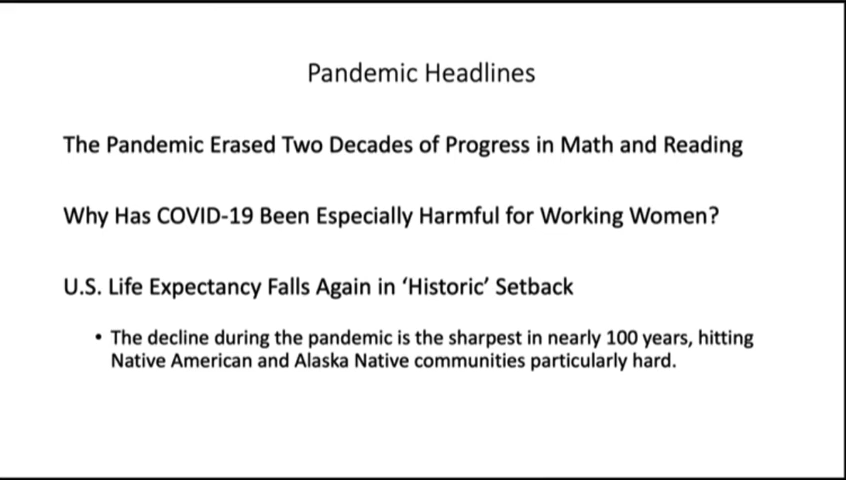 Pandemic Headlines
The Pandemic Erased Two Decades of Progress in Math and Reading
Why Has COVID-19 Been Especially Harmful for Working Women?
U.S. Life Expectancy Falls Again in ‘Historic’ Setback
• The decline during the pandemic is the sharpest in nearly 100 years, hitting
Native American and Alaska Native communities particularly hard.